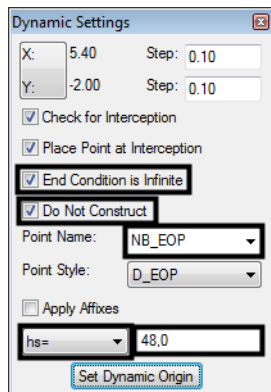 Dynamic Settings
X: 5.40 Step: 0.10
Y: -2.00 Step: 0.10
Check for Interception
Place Point at Interception
End Condition is Infinite
Do Not Construct
Point Name: NB_EOP
Point Style: D_EOP
Apply Affixes
hs= 48,0
Set Dynamic Origin